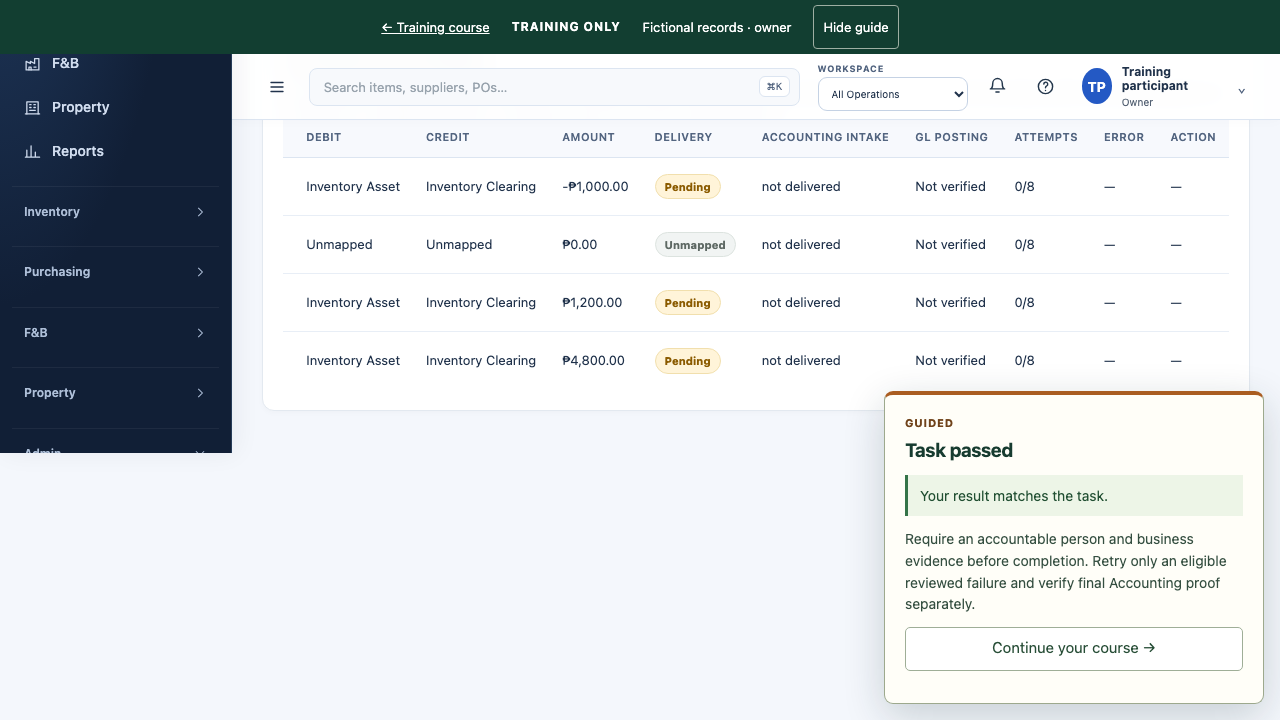 ← Training course
TRAINING ONLY
Fictional records · owner
Hide guide
F&B
Property
Reports
Inventory
Purchasing
F&B
Property
Admin
Search items, suppliers, POs...
⌘K
WORKSPACE
All Operations
TP
Training participant
Owner
DEBIT CREDIT AMOUNT DELIVERY ACCOUNTING INTAKE GL POSTING ATTEMPTS ERROR ACTION
Inventory Asset Inventory Clearing -₱1,000.00 Pending not delivered Not verified 0/8 — —
Unmapped Unmapped ₱0.00 Unmapped not delivered Not verified 0/8 — —
Inventory Asset Inventory Clearing ₱1,200.00 Pending not delivered Not verified 0/8 — —
Inventory Asset Inventory Clearing ₱4,800.00 Pending not delivered Not verified 0/8 — —
GUIDED
Task passed
Your result matches the task.
Require an accountable person and business
evidence before completion. Retry only an eligible
reviewed failure and verify final Accounting proof
separately.
Continue your course →